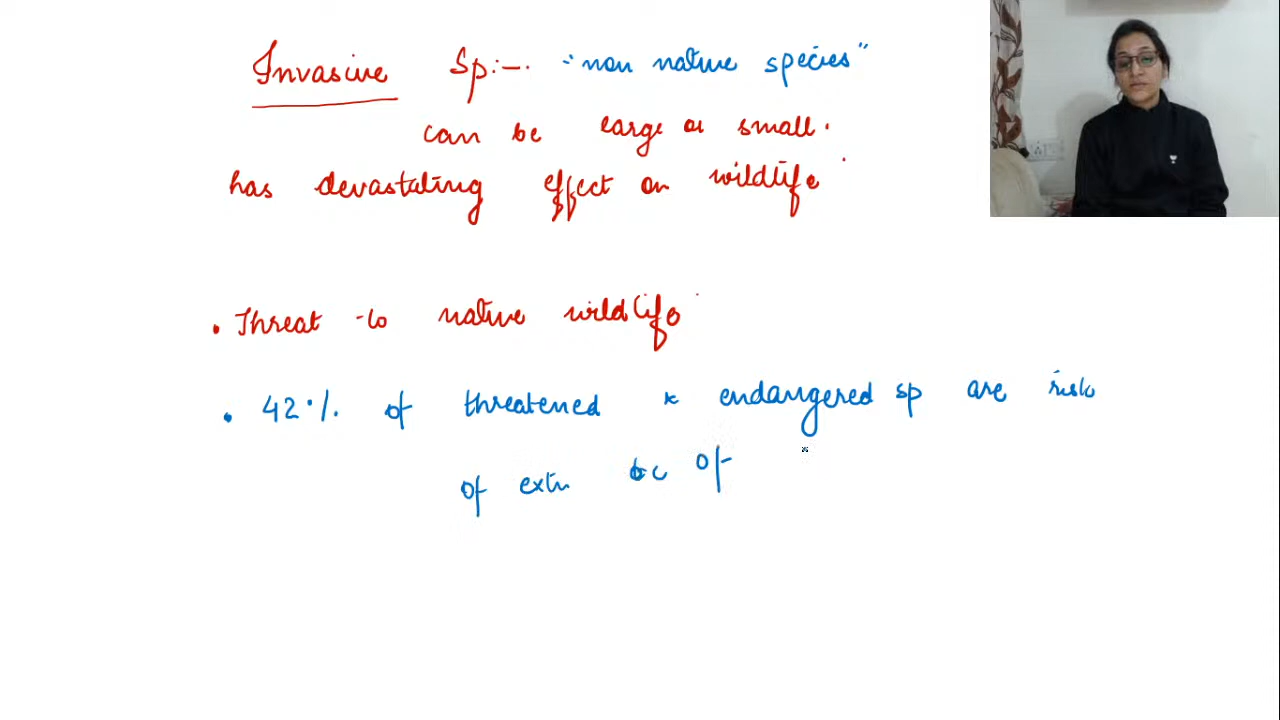 Invasive Sp:-. "non native species"
can be large or small.
has devastating effect on wildlife
• Threat to native wildlife
• 42% of threatened & endangered sp are risk
of extn bc of